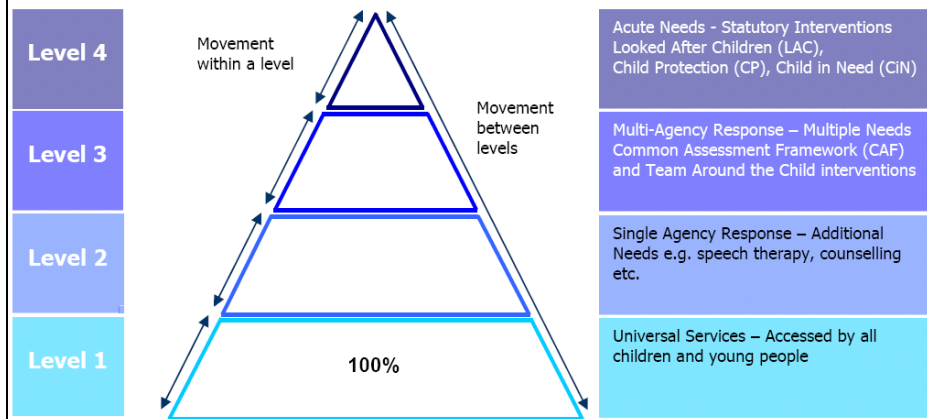 Level 4
Movement
within a level
Acute Needs - Statutory Interventions
Looked After Children (LAC),
Child Protection (CP), Child in Need (CiN)
Movement
between
levels
Level 3
Multi-Agency Response – Multiple Needs
Common Assessment Framework (CAF)
and Team Around the Child interventions
Level 2
Single Agency Response – Additional
Needs e.g. speech therapy, counselling
etc.
Level 1
100%
Universal Services – Accessed by all
children and young people